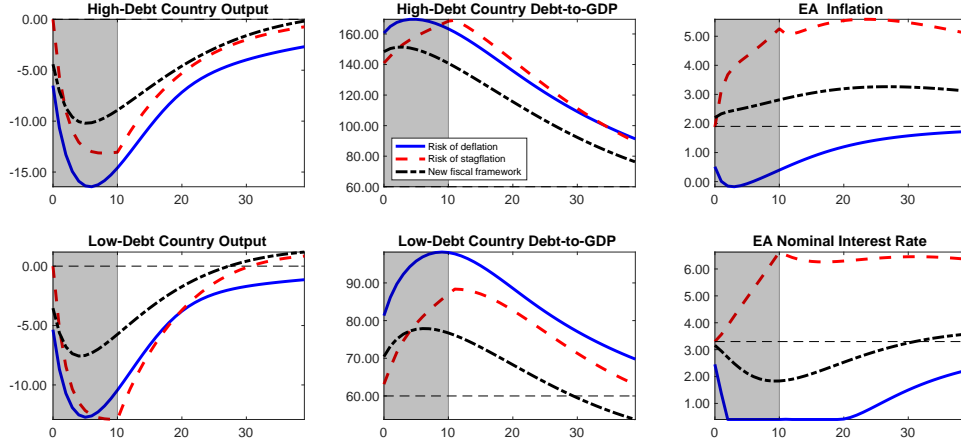 High-Debt Country Output
0.00
-5.00
-10.00
-15.00
0 10 20 30
High-Debt Country Debt-to-GDP
160.00
140.00
120.00
100.00
80.00
60.00
Risk of deflation
Risk of stagflation
New fiscal framework
0 10 20 30
EA Inflation
5.00
4.00
3.00
2.00
1.00
0.00
0 10 20 30
Low-Debt Country Output
0.00
-5.00
-10.00
0 10 20 30
Low-Debt Country Debt-to-GDP
90.00
80.00
70.00
60.00
0 10 20 30
EA Nominal Interest Rate
6.00
5.00
4.00
3.00
2.00
1.00
0 10 20 30